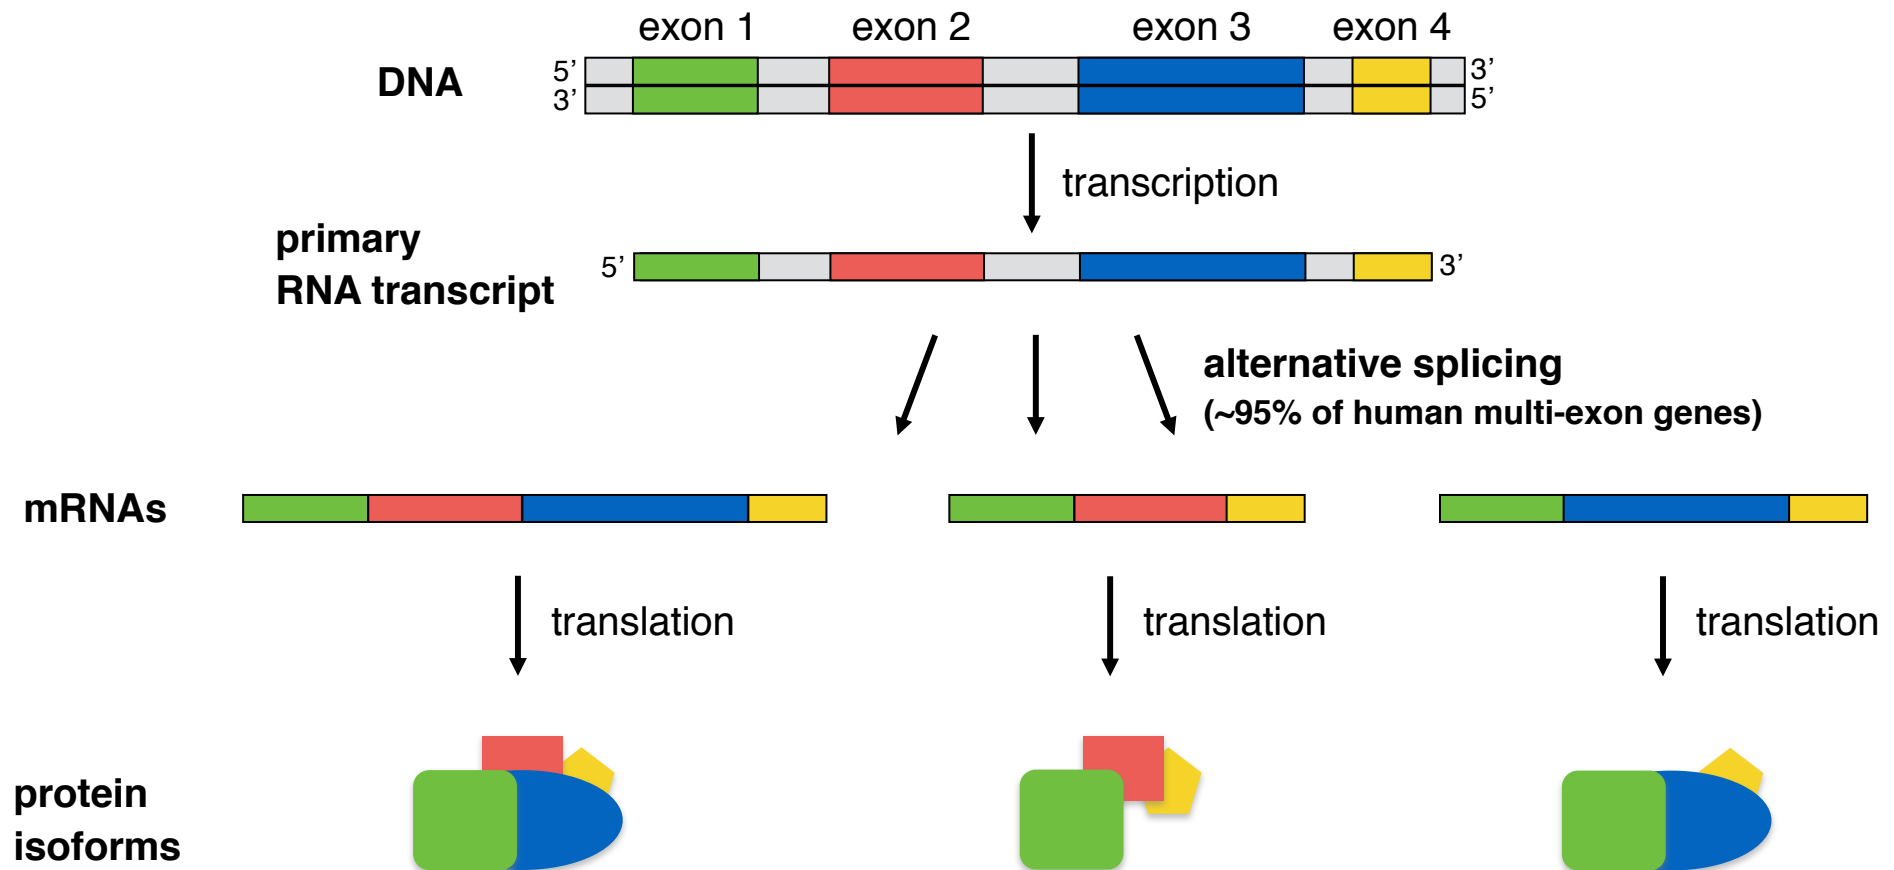 exon 1 exon 2 exon 3 exon 4
DNA 5’ 3’
3’ 5’
transcription
primary
RNA transcript
5’ 3’
alternative splicing
(~95% of human multi-exon genes)
mRNAs
translation translation translation
protein
isoforms